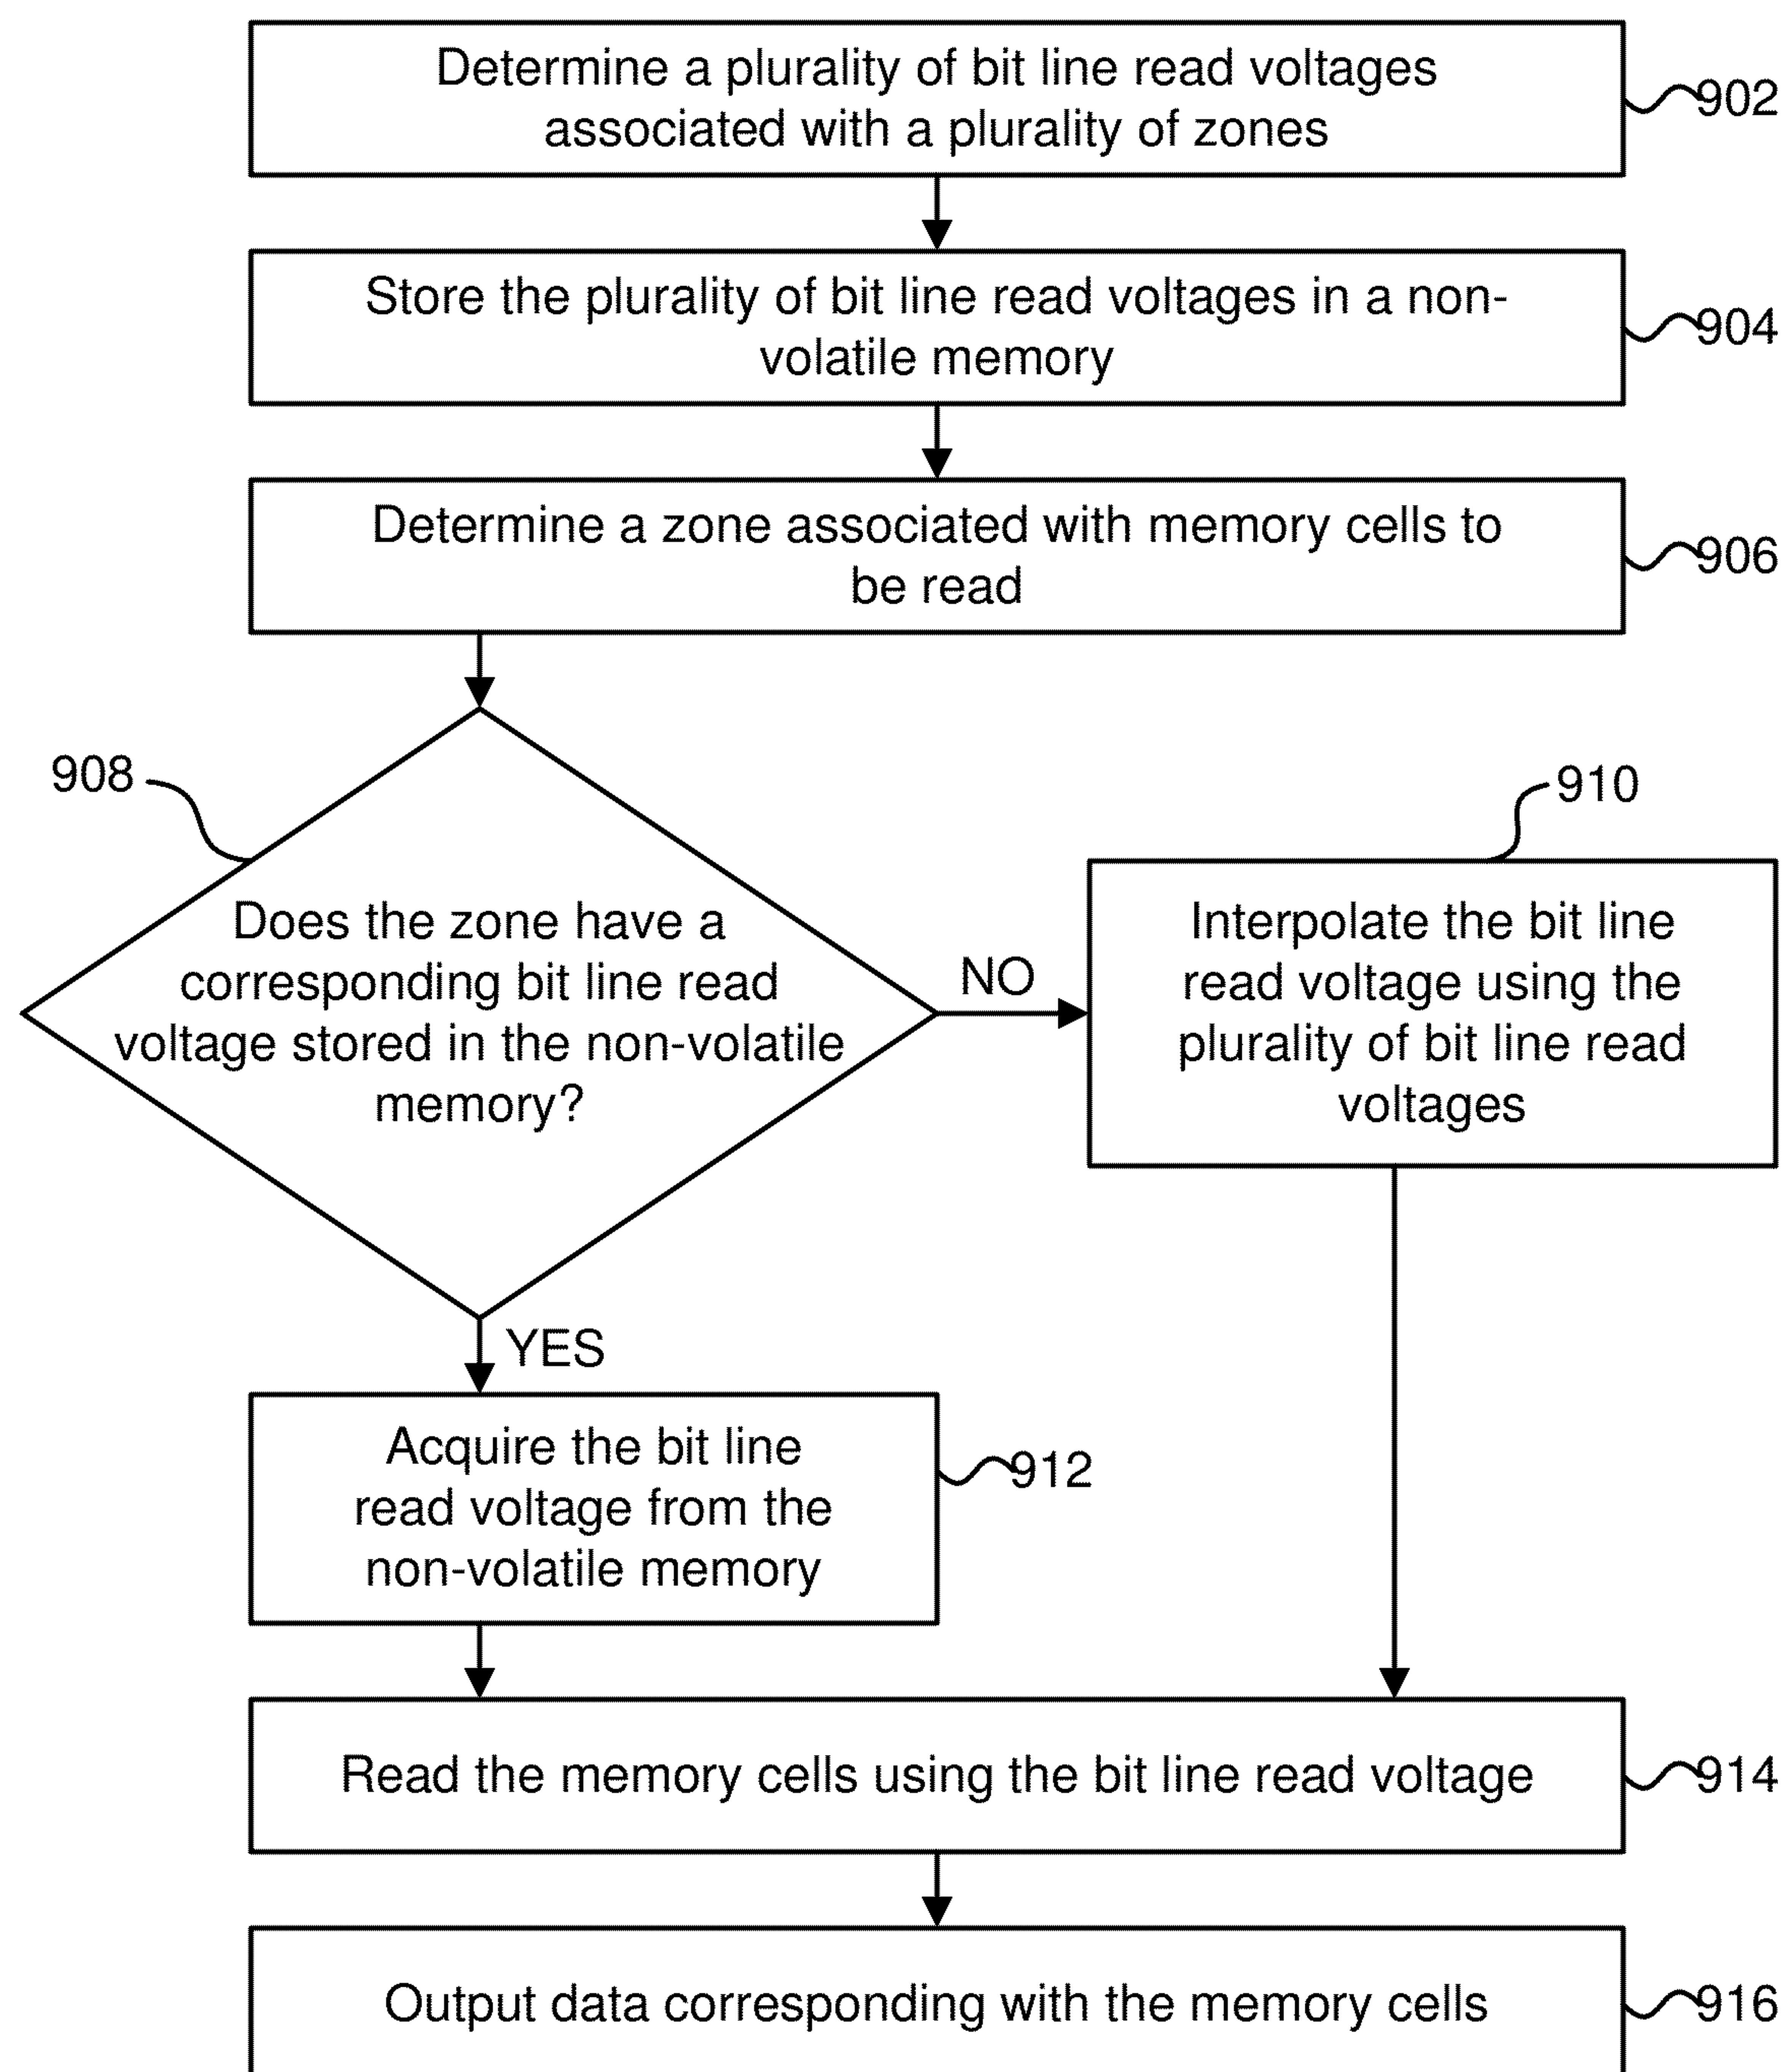 Determine a plurality of bit line read voltages
associated with a plurality of zones
902
Store the plurality of bit line read voltages in a non-
volatile memory
904
Determine a zone associated with memory cells to
be read
906
908
910
Does the zone have a
corresponding bit line read
voltage stored in the non-volatile
memory?
NO
Interpolate the bit line
read voltage using the
plurality of bit line read
voltages
YES
Acquire the bit line
read voltage from the
non-volatile memory
912
Read the memory cells using the bit line read voltage
914
Output data corresponding with the memory cells
916